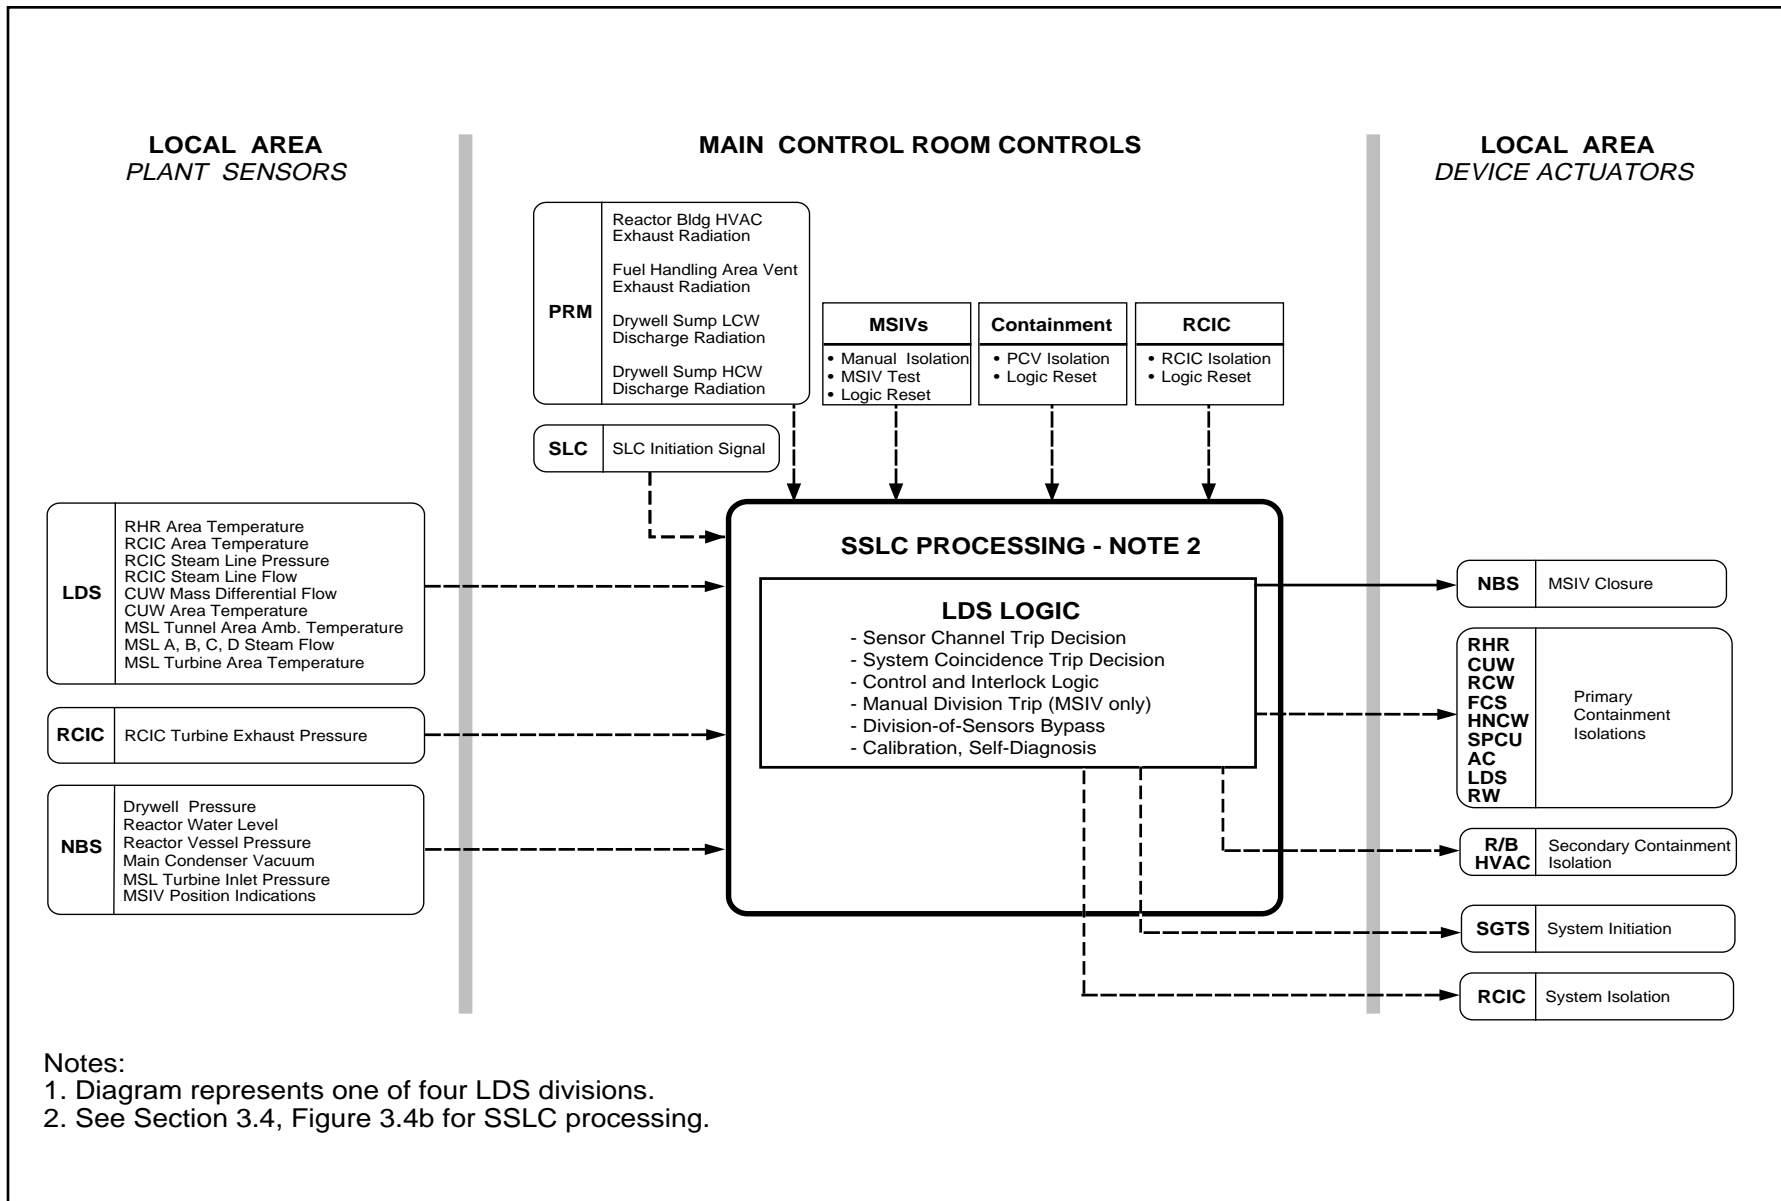 LOCAL AREA
PLANT SENSORS
MAIN CONTROL ROOM CONTROLS
LOCAL AREA
DEVICE ACTUATORS
PRM
Reactor Bldg HVAC
Exhaust Radiation
Fuel Handling Area Vent
Exhaust Radiation
Drywell Sump LCW
Discharge Radiation
Drywell Sump HCW
Discharge Radiation
MSIVs
• Manual Isolation
• MSIV Test
• Logic Reset
Containment
• PCV Isolation
• Logic Reset
RCIC
• RCIC Isolation
• Logic Reset
SLC
SLC Initiation Signal
LDS
RHR Area Temperature
RCIC Area Temperature
RCIC Steam Line Pressure
RCIC Steam Line Flow
CUW Mass Differential Flow
CUW Area Temperature
MSL Tunnel Area Amb. Temperature
MSL A, B, C, D Steam Flow
MSL Turbine Area Temperature
RCIC
RCIC Turbine Exhaust Pressure
NBS
Drywell Pressure
Reactor Water Level
Reactor Vessel Pressure
Main Condenser Vacuum
MSL Turbine Inlet Pressure
MSIV Position Indications
SSLC PROCESSING - NOTE 2
LDS LOGIC
- Sensor Channel Trip Decision
- System Coincidence Trip Decision
- Control and Interlock Logic
- Manual Division Trip (MSIV only)
- Division-of-Sensors Bypass
- Calibration, Self-Diagnosis
NBS
MSIV Closure
RHR
CUW
RCW
FCS
HNCW
SPCU
AC
LDS
RW
Primary
Containment
Isolations
R/B
HVAC
Secondary Containment
Isolation
SGTS
System Initiation
RCIC
System Isolation
Notes:
1. Diagram represents one of four LDS divisions.
2. See Section 3.4, Figure 3.4b for SSLC processing.